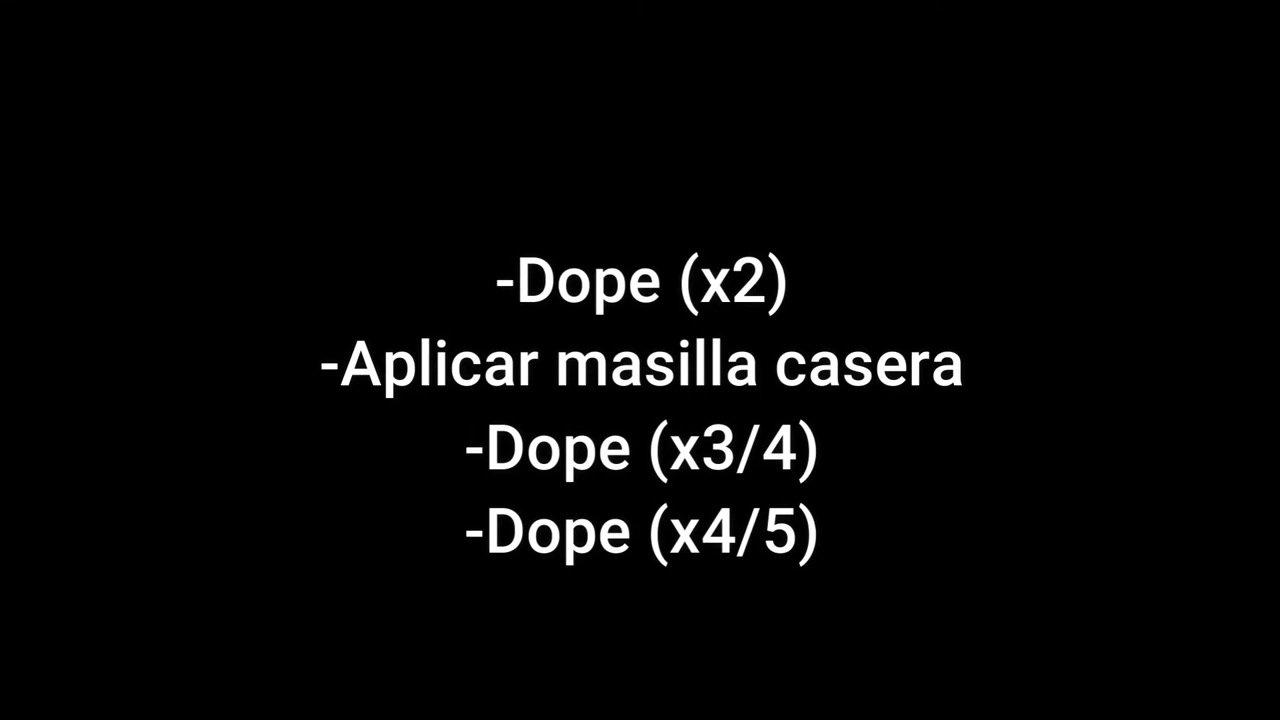 -Dope (x2)
-Aplicar masilla casera
-Dope (x3/4)
-Dope (x4/5)